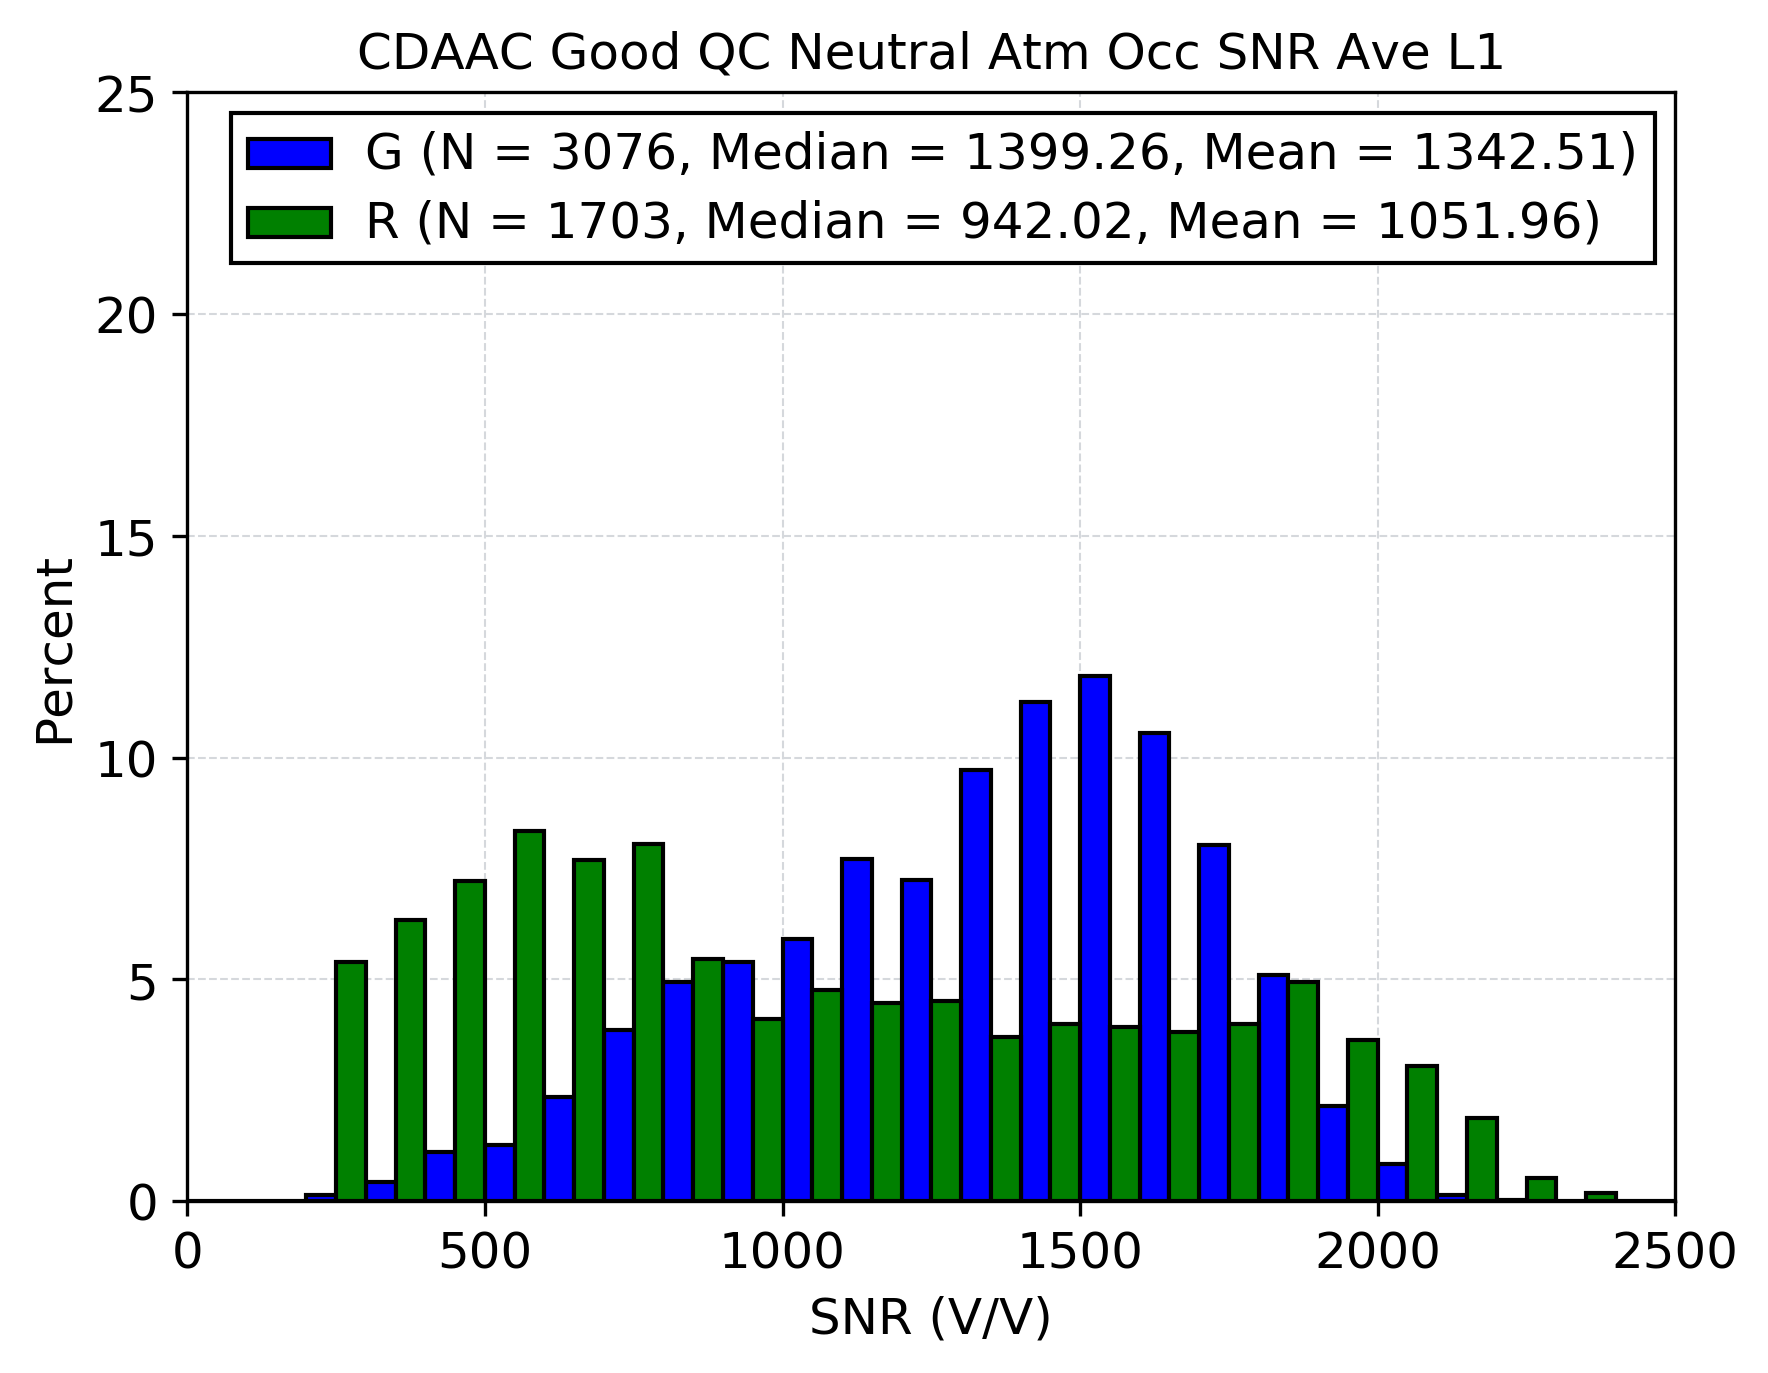 CDAAC Good QC Neutral Atm Occ SNR Ave L1
G (N = 3076, Median = 1399.26, Mean = 1342.51)
R (N = 1703, Median = 942.02, Mean = 1051.96)
25
20
15
10
5
0
Percent
0 500 1000 1500 2000 2500
SNR (V/V)